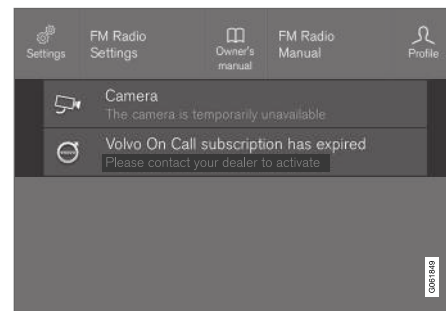 Settings
FM Radio
Settings
Owner's
manual
FM Radio
Manual
Profile
Camera
The camera is temporarily unavailable
Volvo On Call subscription has expired
Please contact your dealer to activate
G061849